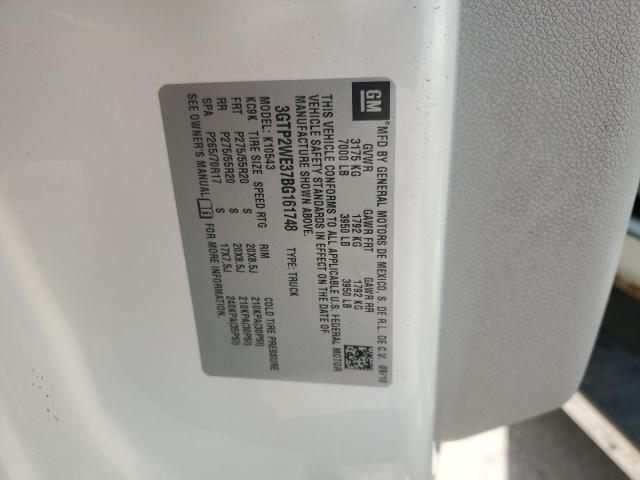 GM
®MFD BY GENERAL MOTORS DE MEXICO, S. DE R.L. DE C.V. 09/10
GVWR GAWR FRT GAWR RR
3175 KG 1792 KG 1792 KG
7000 LB 3950 LB 3950 LB
THIS VEHICLE CONFORMS TO ALL APPLICABLE U.S. FEDERAL MOTOR
VEHICLE SAFETY STANDARDS IN EFFECT ON THE DATE OF
MANUFACTURE SHOWN ABOVE.
3GTP2WE37BG161748 TYPE: TRUCK
MODEL: K10543
KC9K TIRE SIZE SPEED RTG RIM COLD TIRE PRESSURE
FRT P275/55R20 S 20X8.5J 210KPA(30PSI)
RR P275/55R20 S 20X8.5J 210KPA(30PSI)
SPA P265/70R17 S 17X7.5J 240KPA(35PSI)
SEE OWNER'S MANUAL i FOR MORE INFORMATION.